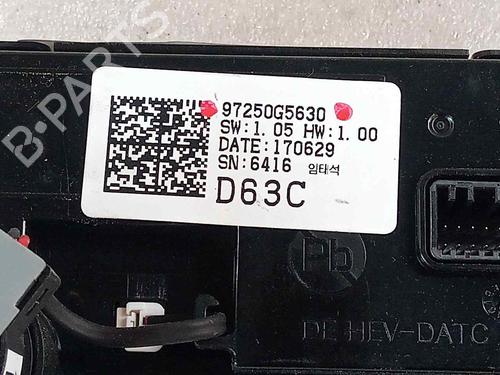 B-PARTS
97250G5630
SW:1.05 HW:1.00
DATE:170629
SN:6416 임태석
D63C
Pb
DE HEV-DATC